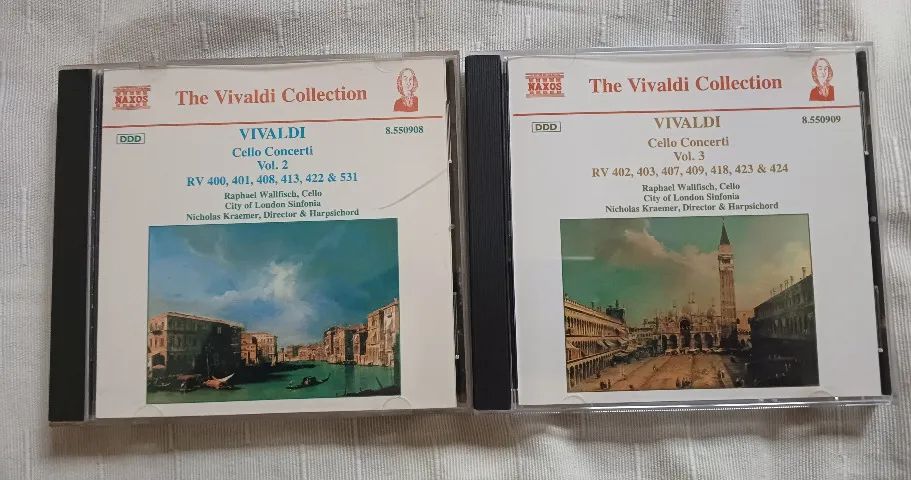 NAXOS
The Vivaldi Collection
DDD
VIVALDI
8.550908
Cello Concerti
Vol. 2
RV 400, 401, 408, 413, 422 & 531
Raphael Wallfisch, Cello
City of London Sinfonia
Nicholas Kraemer, Director & Harpsichord
NAXOS
The Vivaldi Collection
DDD
VIVALDI
8.550909
Cello Concerti
Vol. 3
RV 402, 403, 407, 409, 418, 423 & 424
Raphael Wallfisch, Cello
City of London Sinfonia
Nicholas Kraemer, Director & Harpsichord